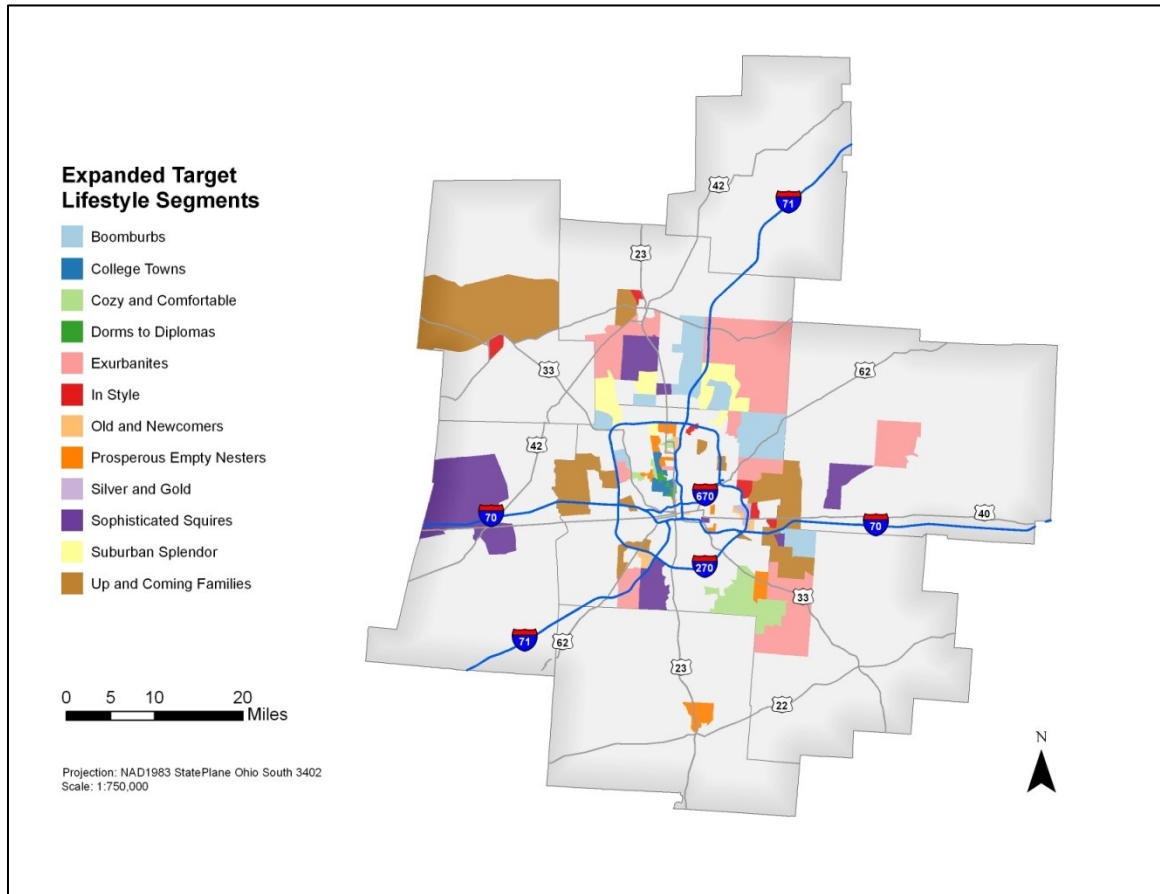 Expanded Target
Lifestyle Segments
Boomburbs
College Towns
Cozy and Comfortable
Dorms to Diplomas
Exurbanites
In Style
Old and Newcomers
Prosperous Empty Nesters
Silver and Gold
Sophisticated Squires
Suburban Splendor
Up and Coming Families
0 5 10 20
Miles
Projection: NAD1983 StatePlane Ohio South 3402
Scale: 1:750,000
42
71
23
33
62
42
670
70
40
70
270
33
71
62
23
22
N